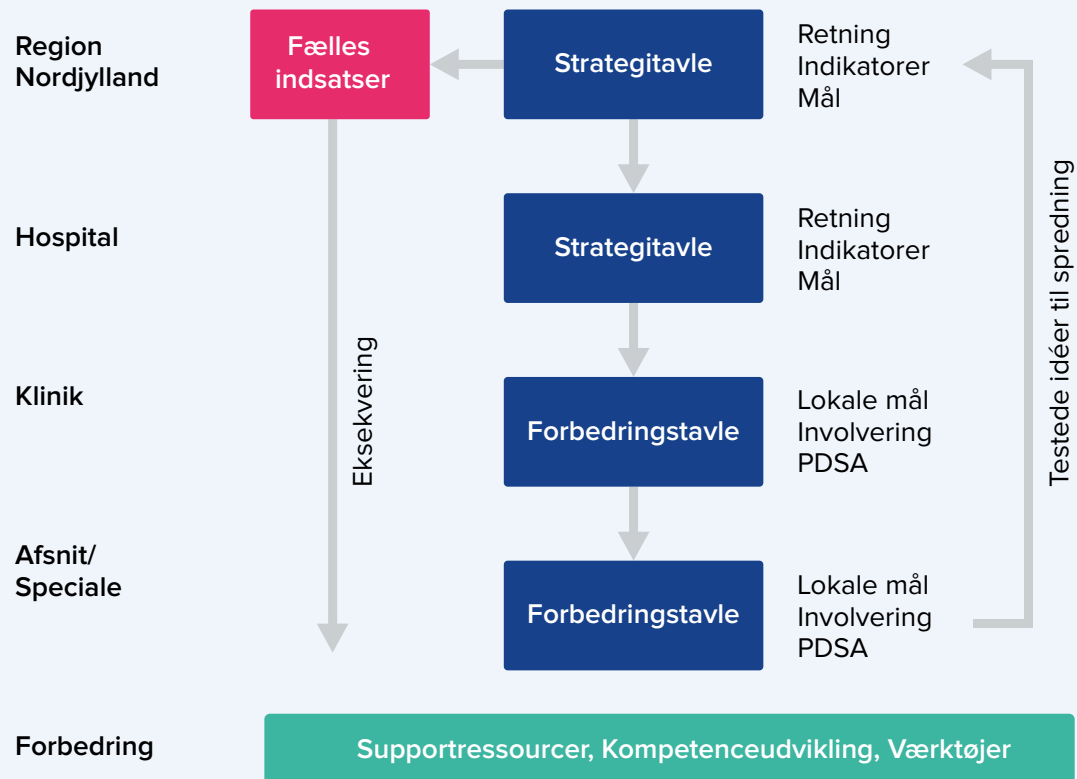 Region
Nordjylland
Fælles
indsatser
Strategitavle
Retning
Indikatorer
Mål
Hospital
Strategitavle
Retning
Indikatorer
Mål
Klinik
Forbedringstavle
Lokale mål
Involvering
PDSA
Afsnit/
Speciale
Forbedringstavle
Lokale mål
Involvering
PDSA
Eksekvering
Testede idéer til spredning
Forbedring
Supportressourcer, Kompetenceudvikling, Værktøjer